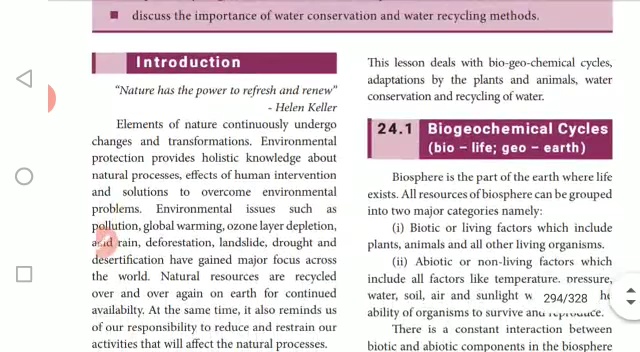 ■ discuss the importance of water conservation and water recycling methods.
Introduction
“Nature has the power to refresh and renew”
- Helen Keller
Elements of nature continuously undergo
changes and transformations. Environmental
protection provides holistic knowledge about
natural processes, effects of human intervention
and solutions to overcome environmental
problems. Environmental issues such as
pollution, global warming, ozone layer depletion,
acid rain, deforestation, landslide, drought and
desertification have gained major focus across
the world. Natural resources are recycled
over and over again on earth for continued
availabilty. At the same time, it also reminds us
of our responsibility to reduce and restrain our
activities that will affect the natural processes.
This lesson deals with bio-geo-chemical cycles,
adaptations by the plants and animals, water
conservation and recycling of water.
24.1 Biogeochemical Cycles
(bio – life; geo – earth)
Biosphere is the part of the earth where life
exists. All resources of biosphere can be grouped
into two major categories namely:
(i) Biotic or living factors which include
plants, animals and all other living organisms.
(ii) Abiotic or non-living factors which
include all factors like temperature, pressure,
water, soil, air and sunlight w
294/328
ability of organisms to survive and reproduce.
There is a constant interaction between
biotic and abiotic components in the biosphere